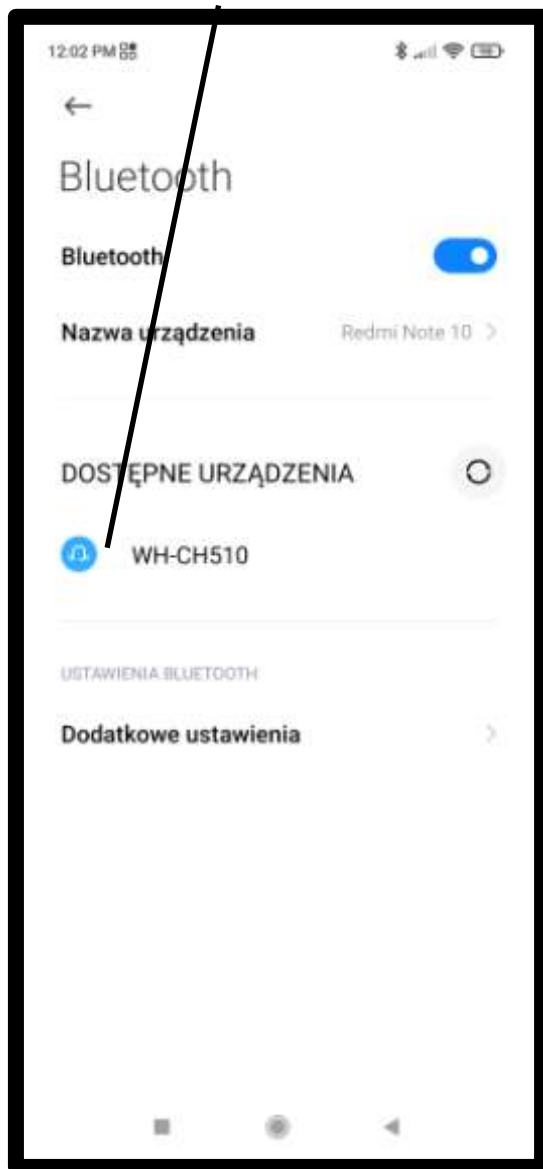 12:02 PM
Bluetooth
Bluetooth
Nazwa urządzenia Redmi Note 10
DOSTĘPNE URZĄDZENIA
WH-CH510
USTAWIENIA BLUETOOTH
Dodatkowe ustawienia